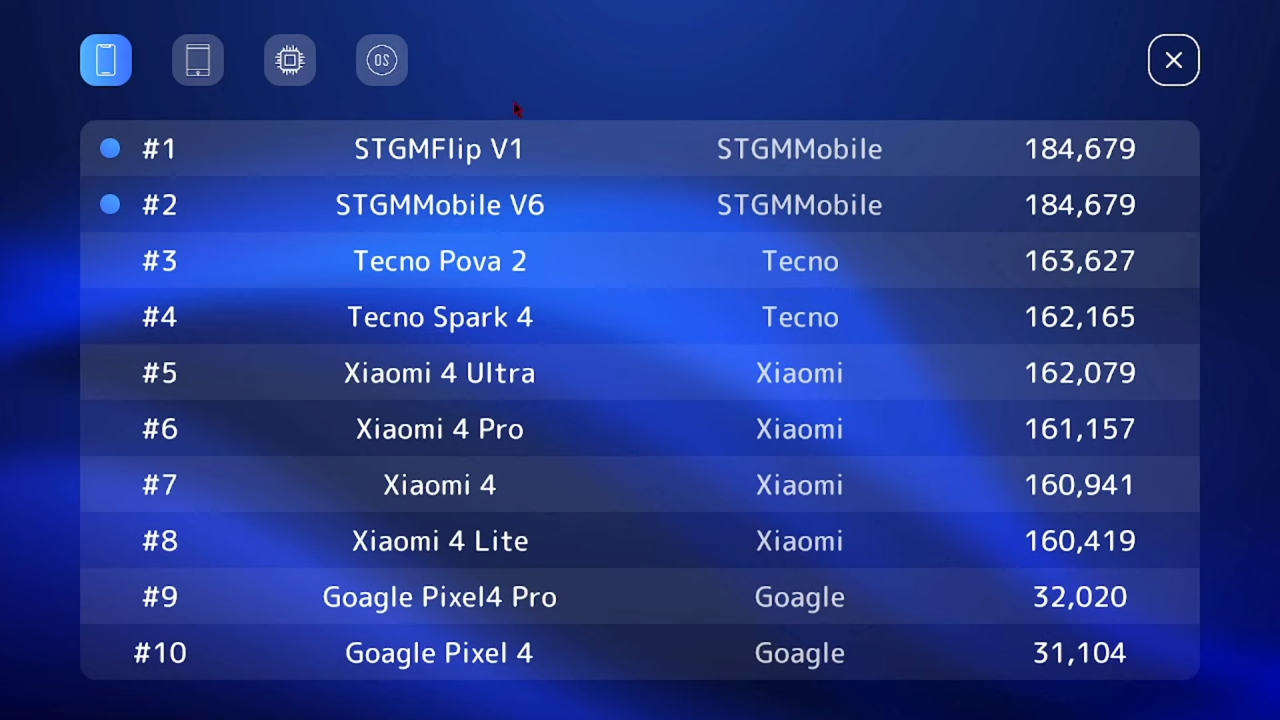 OS
#1 STGMFlip V1 STGMMobile 184,679
#2 STGMMobile V6 STGMMobile 184,679
#3 Tecno Pova 2 Tecno 163,627
#4 Tecno Spark 4 Tecno 162,165
#5 Xiaomi 4 Ultra Xiaomi 162,079
#6 Xiaomi 4 Pro Xiaomi 161,157
#7 Xiaomi 4 Xiaomi 160,941
#8 Xiaomi 4 Lite Xiaomi 160,419
#9 Goagle Pixel4 Pro Goagle 32,020
#10 Goagle Pixel 4 Goagle 31,104